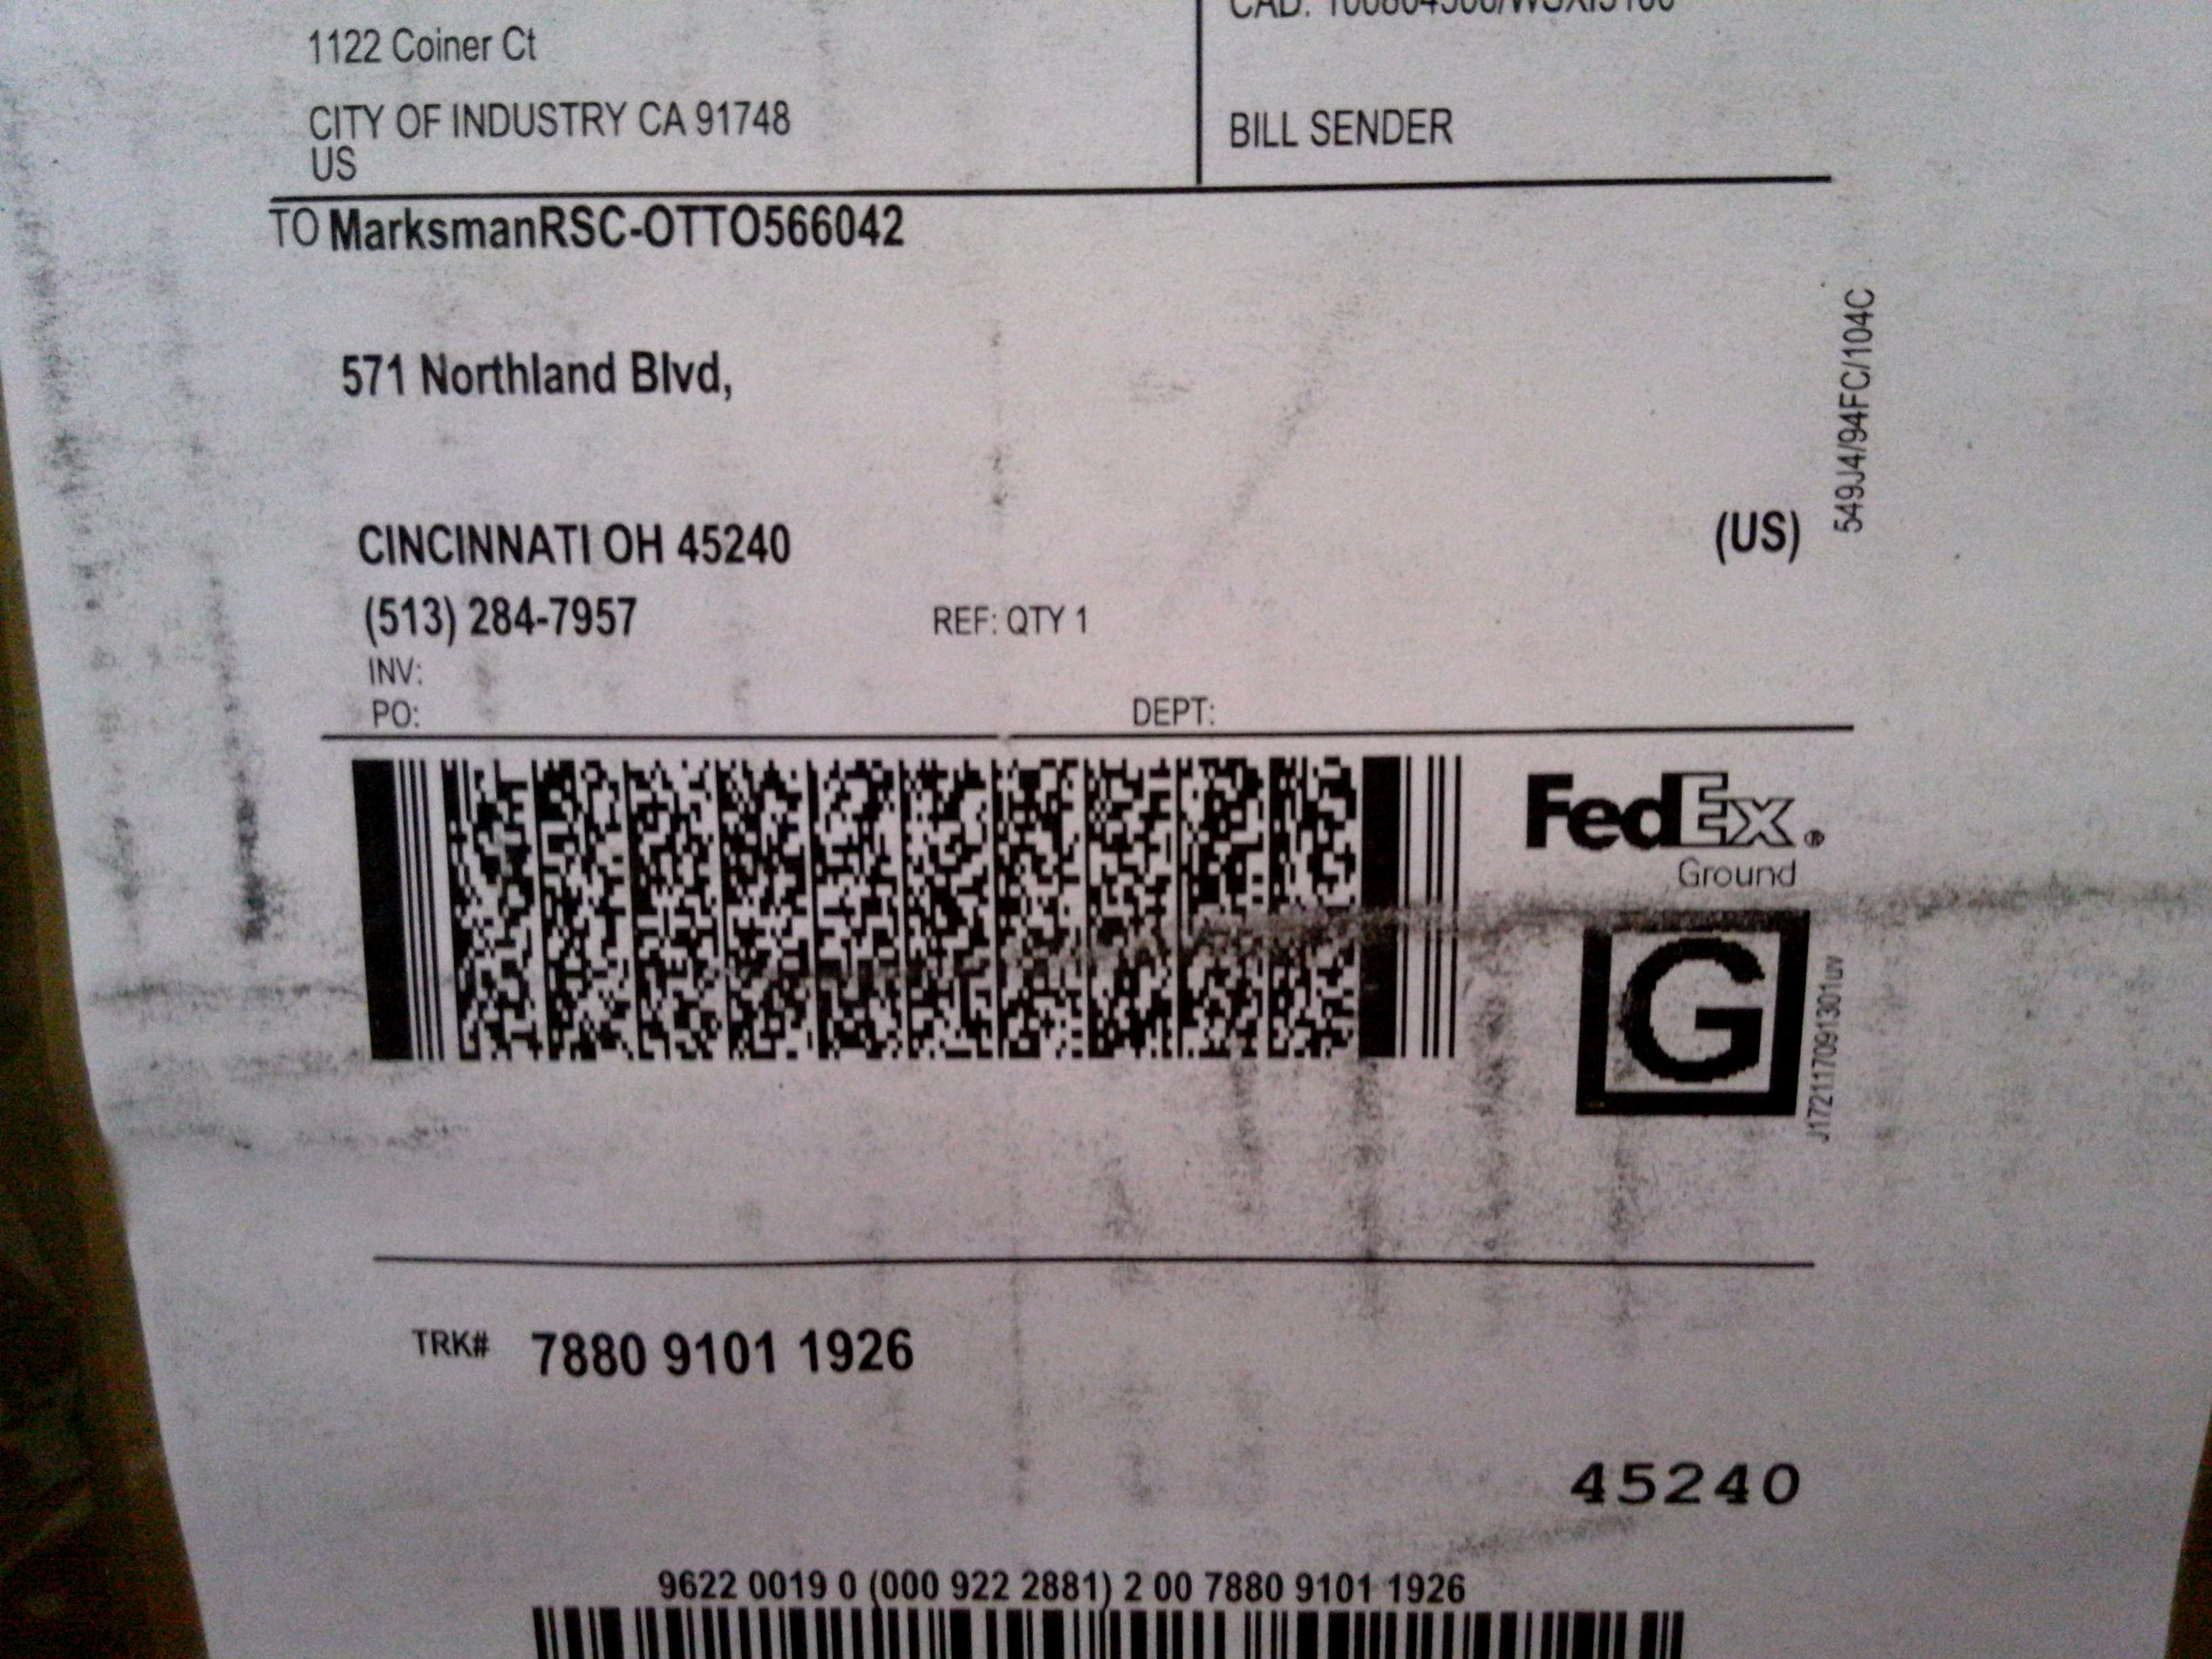 1122 Coiner Ct
CITY OF INDUSTRY CA 91748
US
BILL SENDER
TO MarksmanRSC-OTTO566042
571 Northland Blvd,
CINCINNATI OH 45240
(US)
(513) 284-7957
REF: QTY 1
INV:
PO:
DEPT:
549J4/94FC/104C
FedEx®
Ground
G
J17211709 1301uv
TRK# 7880 9101 1926
45240
9622 0019 0 (000 922 2881) 2 00 7880 9101 1926